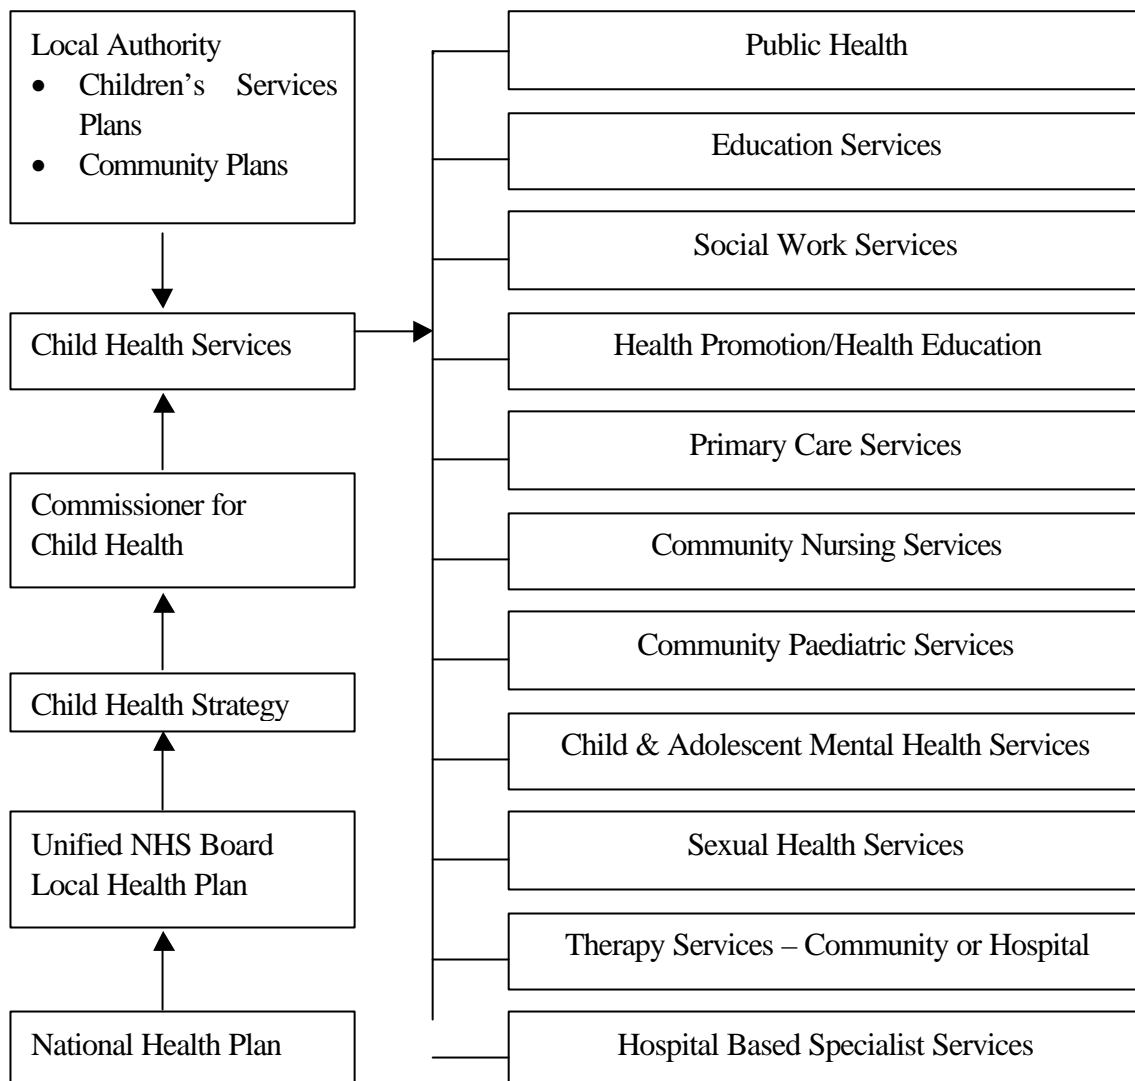 Local Authority
• Children’s Services
Plans
• Community Plans
Child Health Services
Commissioner for
Child Health
Child Health Strategy
Unified NHS Board
Local Health Plan
National Health Plan
Public Health
Education Services
Social Work Services
Health Promotion/Health Education
Primary Care Services
Community Nursing Services
Community Paediatric Services
Child & Adolescent Mental Health Services
Sexual Health Services
Therapy Services – Community or Hospital
Hospital Based Specialist Services